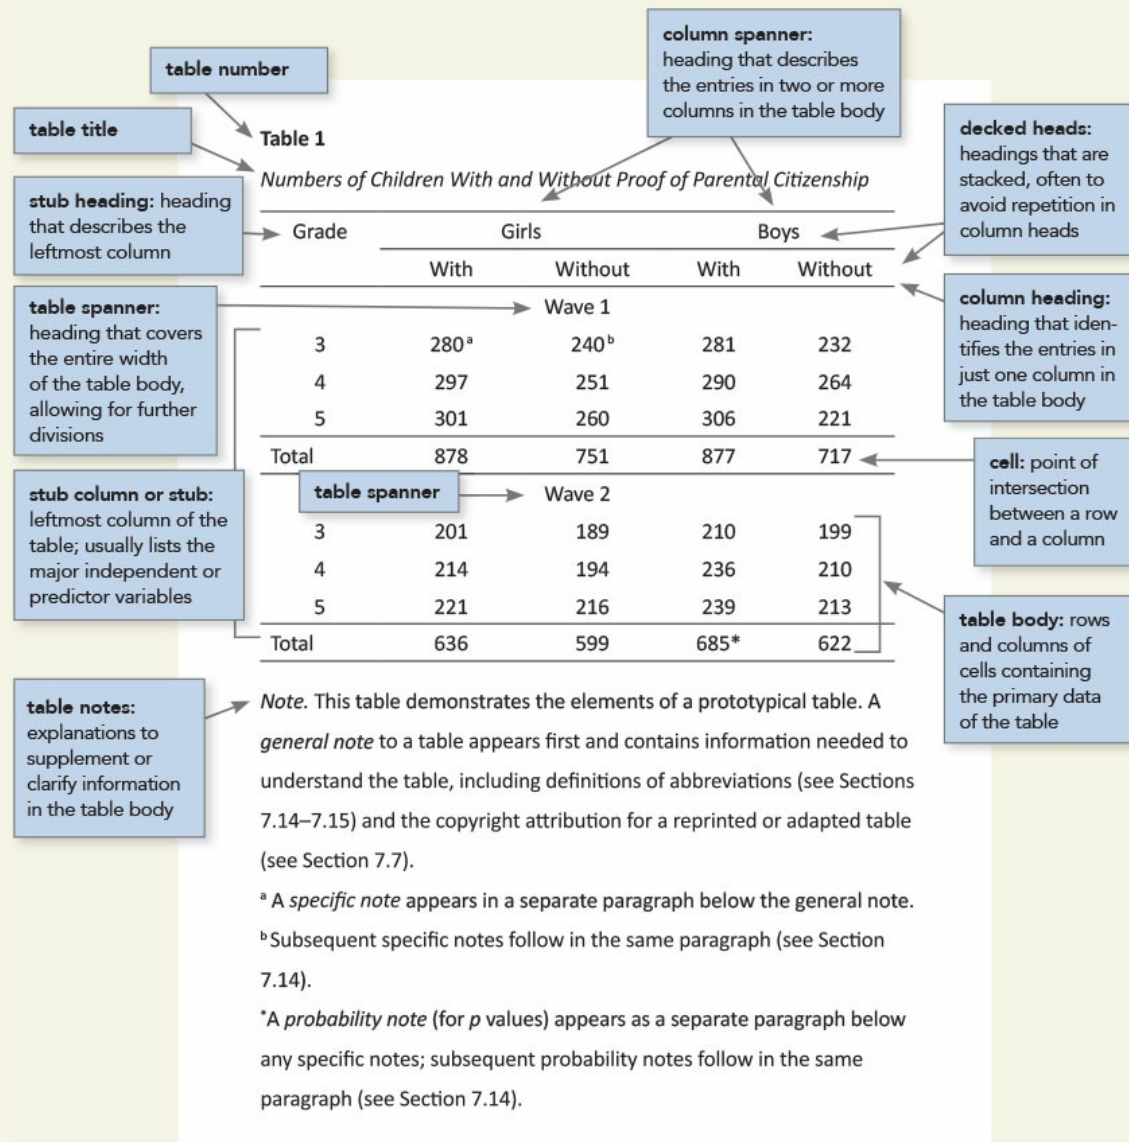 column spanner:
heading that describes
the entries in two or more
columns in the table body
table number
table title
Table 1
decked heads:
headings that are
stacked, often to
avoid repetition in
column heads
Numbers of Children With and Without Proof of Parental Citizenship
stub heading: heading
that describes the
leftmost column
Grade Girls Boys
With Without With Without
column heading:
heading that iden-
tifies the entries in
just one column in
the table body
table spanner:
heading that covers
the entire width
of the table body,
allowing for further
divisions
Wave 1
3 280ᵃ 240ᵇ 281 232
4 297 251 290 264
5 301 260 306 221
Total 878 751 877 717
cell: point of
intersection
between a row
and a column
stub column or stub:
leftmost column of the
table; usually lists the
major independent or
predictor variables
table spanner
Wave 2
3 201 189 210 199
4 214 194 236 210
5 221 216 239 213
Total 636 599 685* 622
table body: rows
and columns of
cells containing
the primary data
of the table
table notes:
explanations to
supplement or
clarify information
in the table body
Note. This table demonstrates the elements of a prototypical table. A
general note to a table appears first and contains information needed to
understand the table, including definitions of abbreviations (see Sections
7.14–7.15) and the copyright attribution for a reprinted or adapted table
(see Section 7.7).
ᵃ A specific note appears in a separate paragraph below the general note.
ᵇ Subsequent specific notes follow in the same paragraph (see Section
7.14).
*A probability note (for p values) appears as a separate paragraph below
any specific notes; subsequent probability notes follow in the same
paragraph (see Section 7.14).